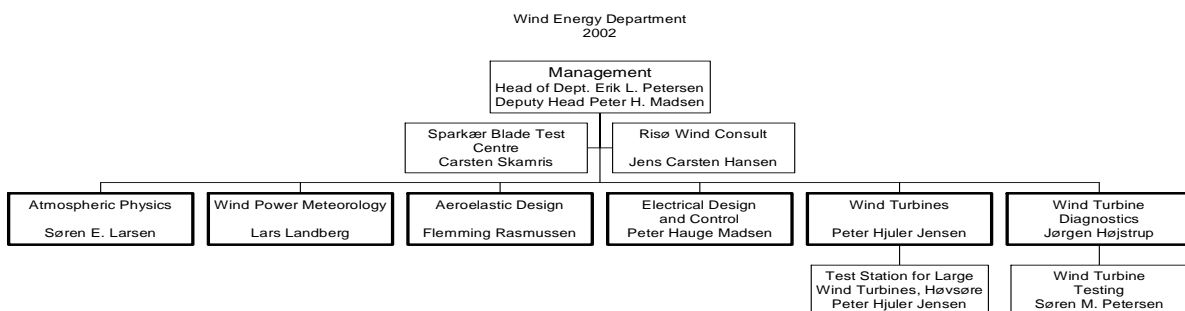 Wind Energy Department
2002
Management
Head of Dept. Erik L. Petersen
Deputy Head Peter H. Madsen
Sparkær Blade Test
Centre
Carsten Skamris
Risø Wind Consult
Jens Carsten Hansen
Atmospheric Physics
Søren E. Larsen
Wind Power Meteorology
Lars Landberg
Aeroelastic Design
Flemming Rasmussen
Electrical Design
and Control
Peter Hauge Madsen
Wind Turbines
Peter Hjuler Jensen
Wind Turbine
Diagnostics
Jørgen Højstrup
Test Station for Large
Wind Turbines, Høvsøre
Peter Hjuler Jensen
Wind Turbine
Testing
Søren M. Petersen